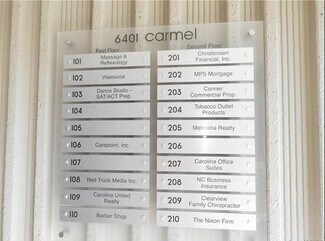 6401 carmel
First Floor
101 Massage &
Reflexology
102 Viasource
103 Dance Studio -
SAT/ACT Prep
104
105
106 Carepoint, Inc.
107
108 Red Truck Media Inc.
109 Carolina United
Realty
110 Barber Shop
Second Floor
201 Christensen
Financial, Inc.
202 MPS Mortgage
203 Corner
Commercial Prop
204 Tobacco Outlet
Products
205 Metrolina Realty
206
207 Carolina Office
Suites
208 NC Business
Insurance
209 Clearview
Family Chiropractor
210 The Nixon Firm